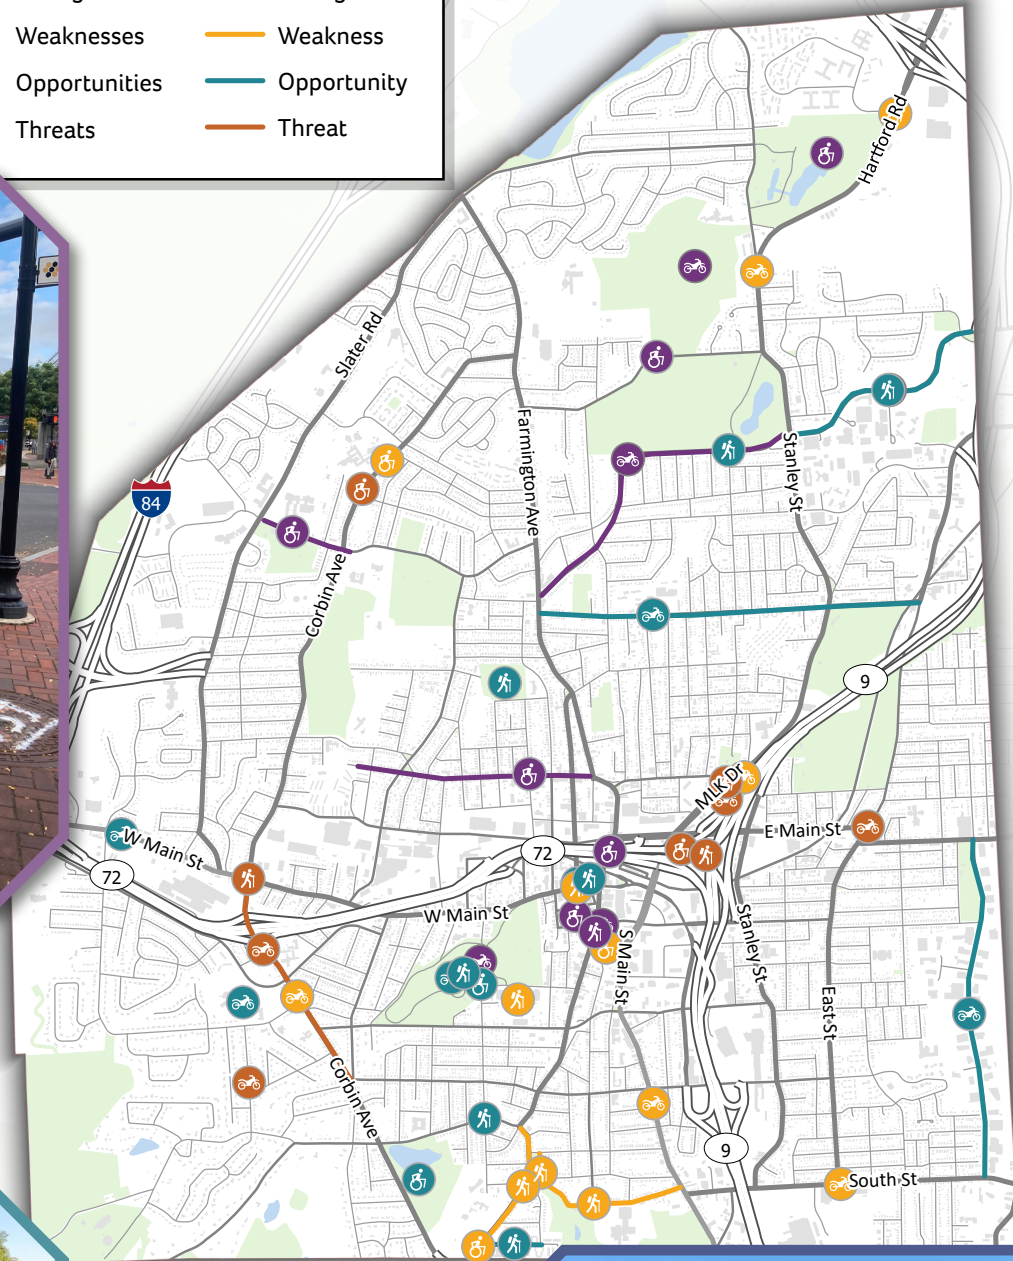 Weaknesses
Weakness
Opportunities
Opportunity
Threats
Threat
Hartford Rd
Slater Rd
Farmington Ave
Stanley St
84
Corbin Ave
9
MLK Dr
E Main St
W Main St
72
72
W Main St
S Main St
Stanley St
East St
Corbin Ave
9
South St